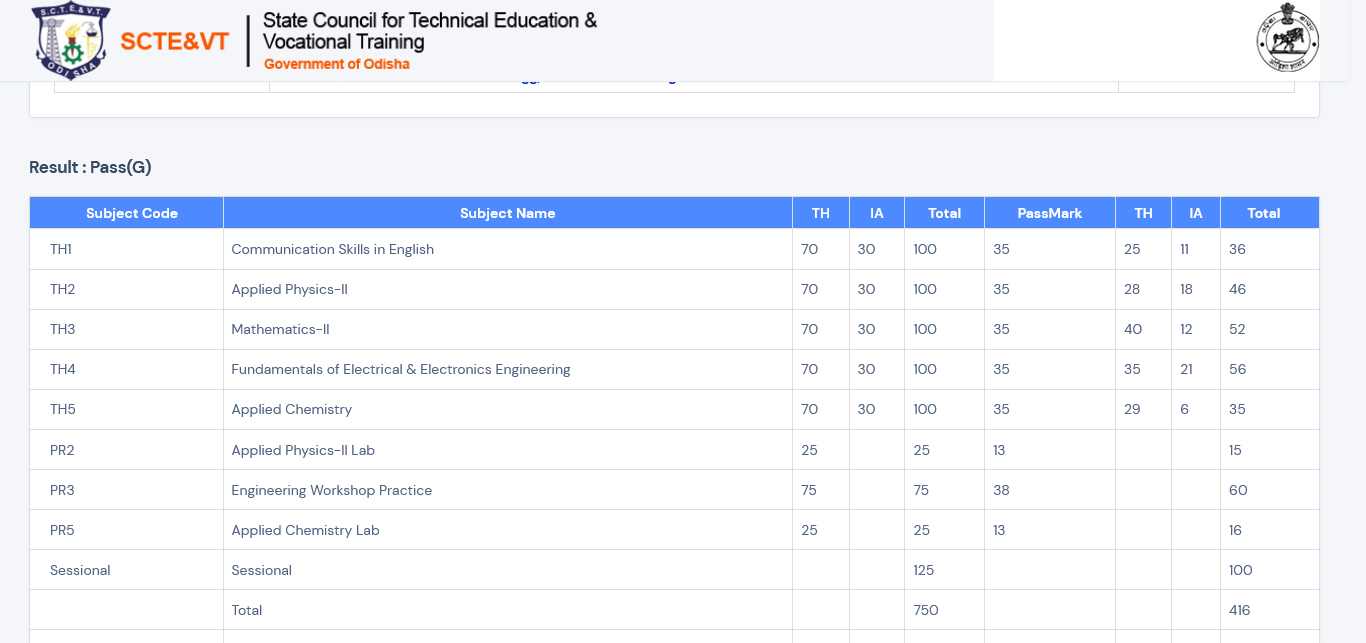 S.C.T.E.& V.T.
ODISHA
SCTE&VT
State Council for Technical Education &
Vocational Training
Government of Odisha
Result : Pass(G)
Subject Code Subject Name TH IA Total PassMark TH IA Total
TH1 Communication Skills in English 70 30 100 35 25 11 36
TH2 Applied Physics-II 70 30 100 35 28 18 46
TH3 Mathematics-II 70 30 100 35 40 12 52
TH4 Fundamentals of Electrical & Electronics Engineering 70 30 100 35 35 21 56
TH5 Applied Chemistry 70 30 100 35 29 6 35
PR2 Applied Physics-II Lab 25 25 13 15
PR3 Engineering Workshop Practice 75 75 38 60
PR5 Applied Chemistry Lab 25 25 13 16
Sessional Sessional 125 100
Total 750 416